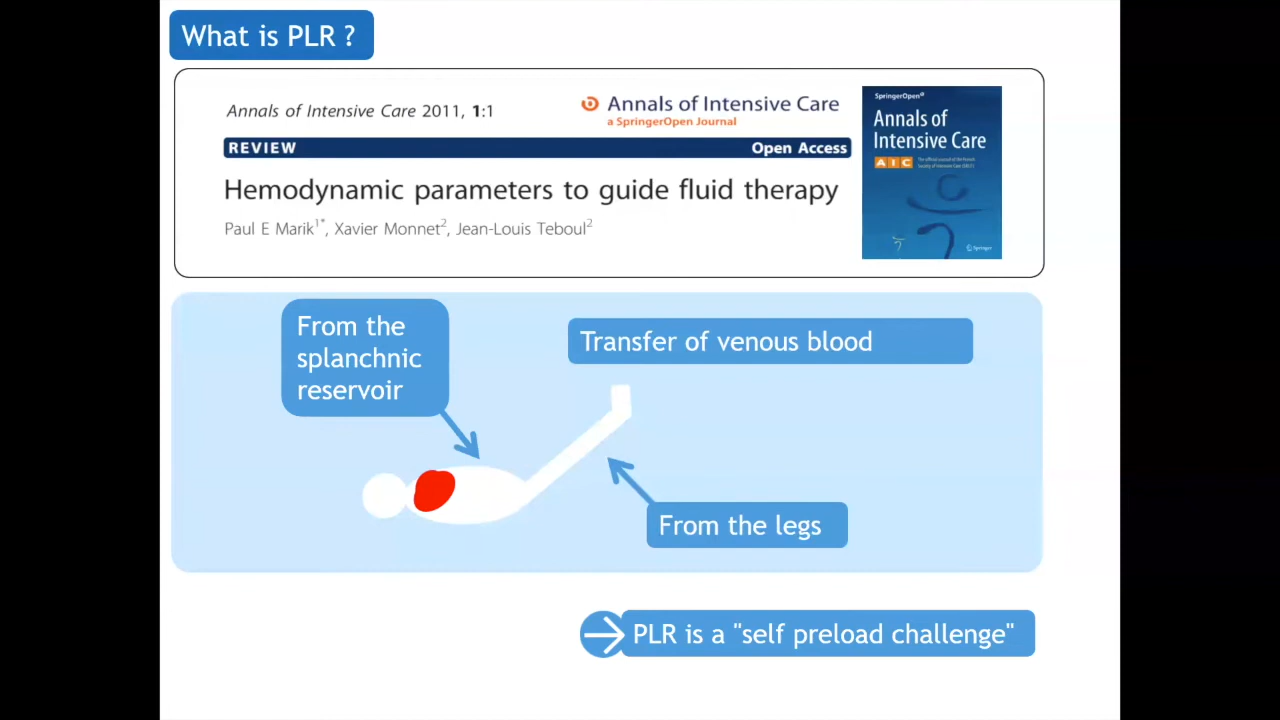 What is PLR ?
Annals of Intensive Care 2011, 1:1
Annals of Intensive Care
a SpringerOpen Journal
REVIEW
Open Access
Hemodynamic parameters to guide fluid therapy
Paul E Marik1*, Xavier Monnet2, Jean-Louis Teboul2
SpringerOpen
Annals of
Intensive Care
AIC
Springer
From the
splanchnic
reservoir
Transfer of venous blood
From the legs
PLR is a "self preload challenge"